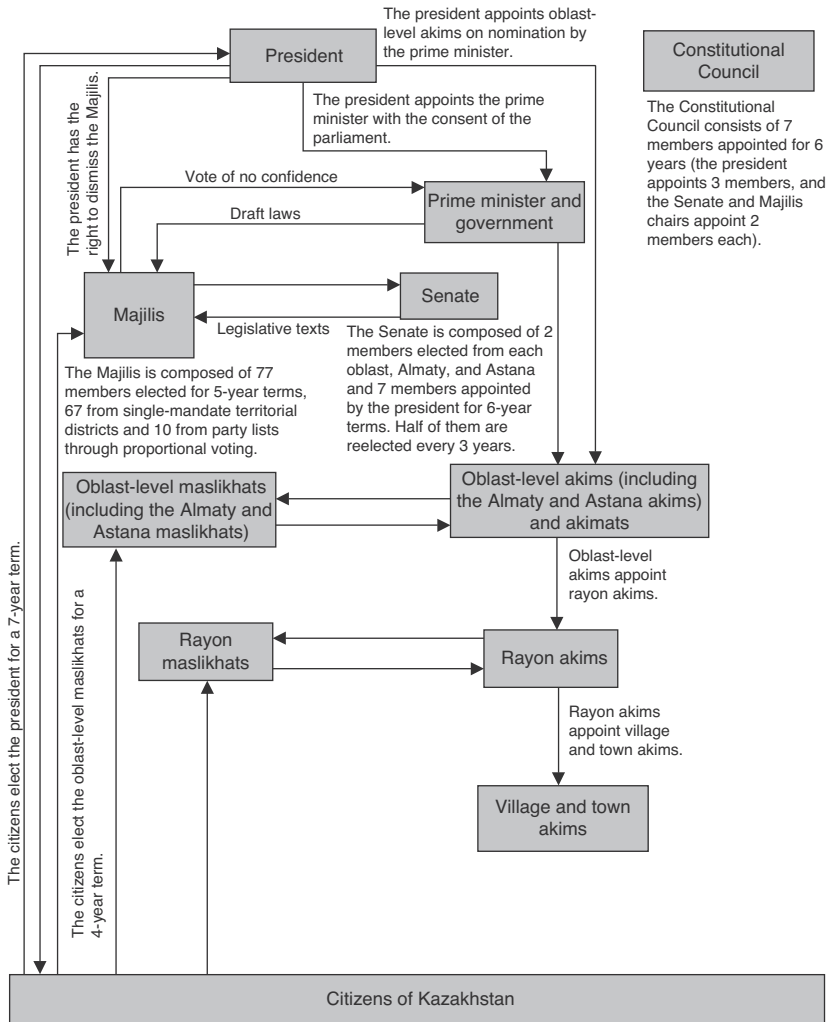 The president appoints oblast-
level akims on nomination by
the prime minister.
President
Constitutional
Council
The Constitutional
Council consists of 7
members appointed for 6
years (the president
appoints 3 members, and
the Senate and Majilis
chairs appoint 2
members each).
The president has the
right to dismiss the Majilis.
The president appoints the prime
minister with the consent of the
parliament.
Vote of no confidence
Prime minister and
government
Draft laws
Majilis
Senate
Legislative texts
The Majilis is composed of 77
members elected for 5-year terms,
67 from single-mandate territorial
districts and 10 from party lists
through proportional voting.
The Senate is composed of 2
members elected from each
oblast, Almaty, and Astana
and 7 members appointed
by the president for 6-year
terms. Half of them are
reelected every 3 years.
Oblast-level maslikhats
(including the Almaty and
Astana maslikhats)
Oblast-level akims (including
the Almaty and Astana akims)
and akimats
Oblast-level
akims appoint
rayon akims.
Rayon
maslikhats
Rayon akims
Rayon akims
appoint village
and town akims.
Village and town
akims
The citizens elect the president for a 7-year term.
The citizens elect the oblast-level maslikhats for a
4-year term.
Citizens of Kazakhstan